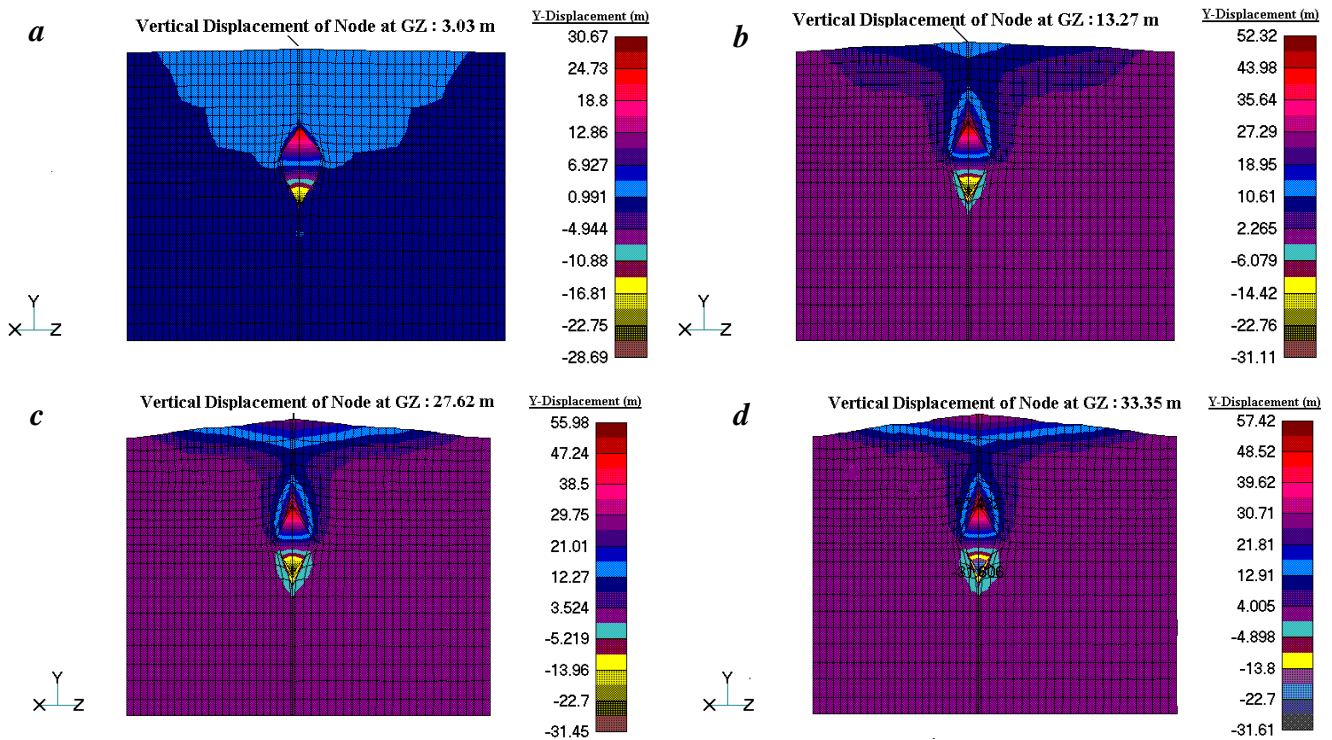 a
Vertical Displacement of Node at GZ : 3.03 m
Y-Displacement (m)
30.67
24.73
18.8
12.86
6.927
0.991
-4.944
-10.88
-16.81
-22.75
-28.69
Y
X Z
b
Vertical Displacement of Node at GZ : 13.27 m
Y-Displacement (m)
52.32
43.98
35.64
27.29
18.95
10.61
2.265
-6.079
-14.42
-22.76
-31.11
Y
X Z
c
Vertical Displacement of Node at GZ : 27.62 m
Y-Displacement (m)
55.98
47.24
38.5
29.75
21.01
12.27
3.524
-5.219
-13.96
-22.7
-31.45
Y
X Z
d
Vertical Displacement of Node at GZ : 33.35 m
Y-Displacement (m)
57.42
48.52
39.62
30.71
21.81
12.91
4.005
-4.898
-13.8
-22.7
-31.61
Y
X Z